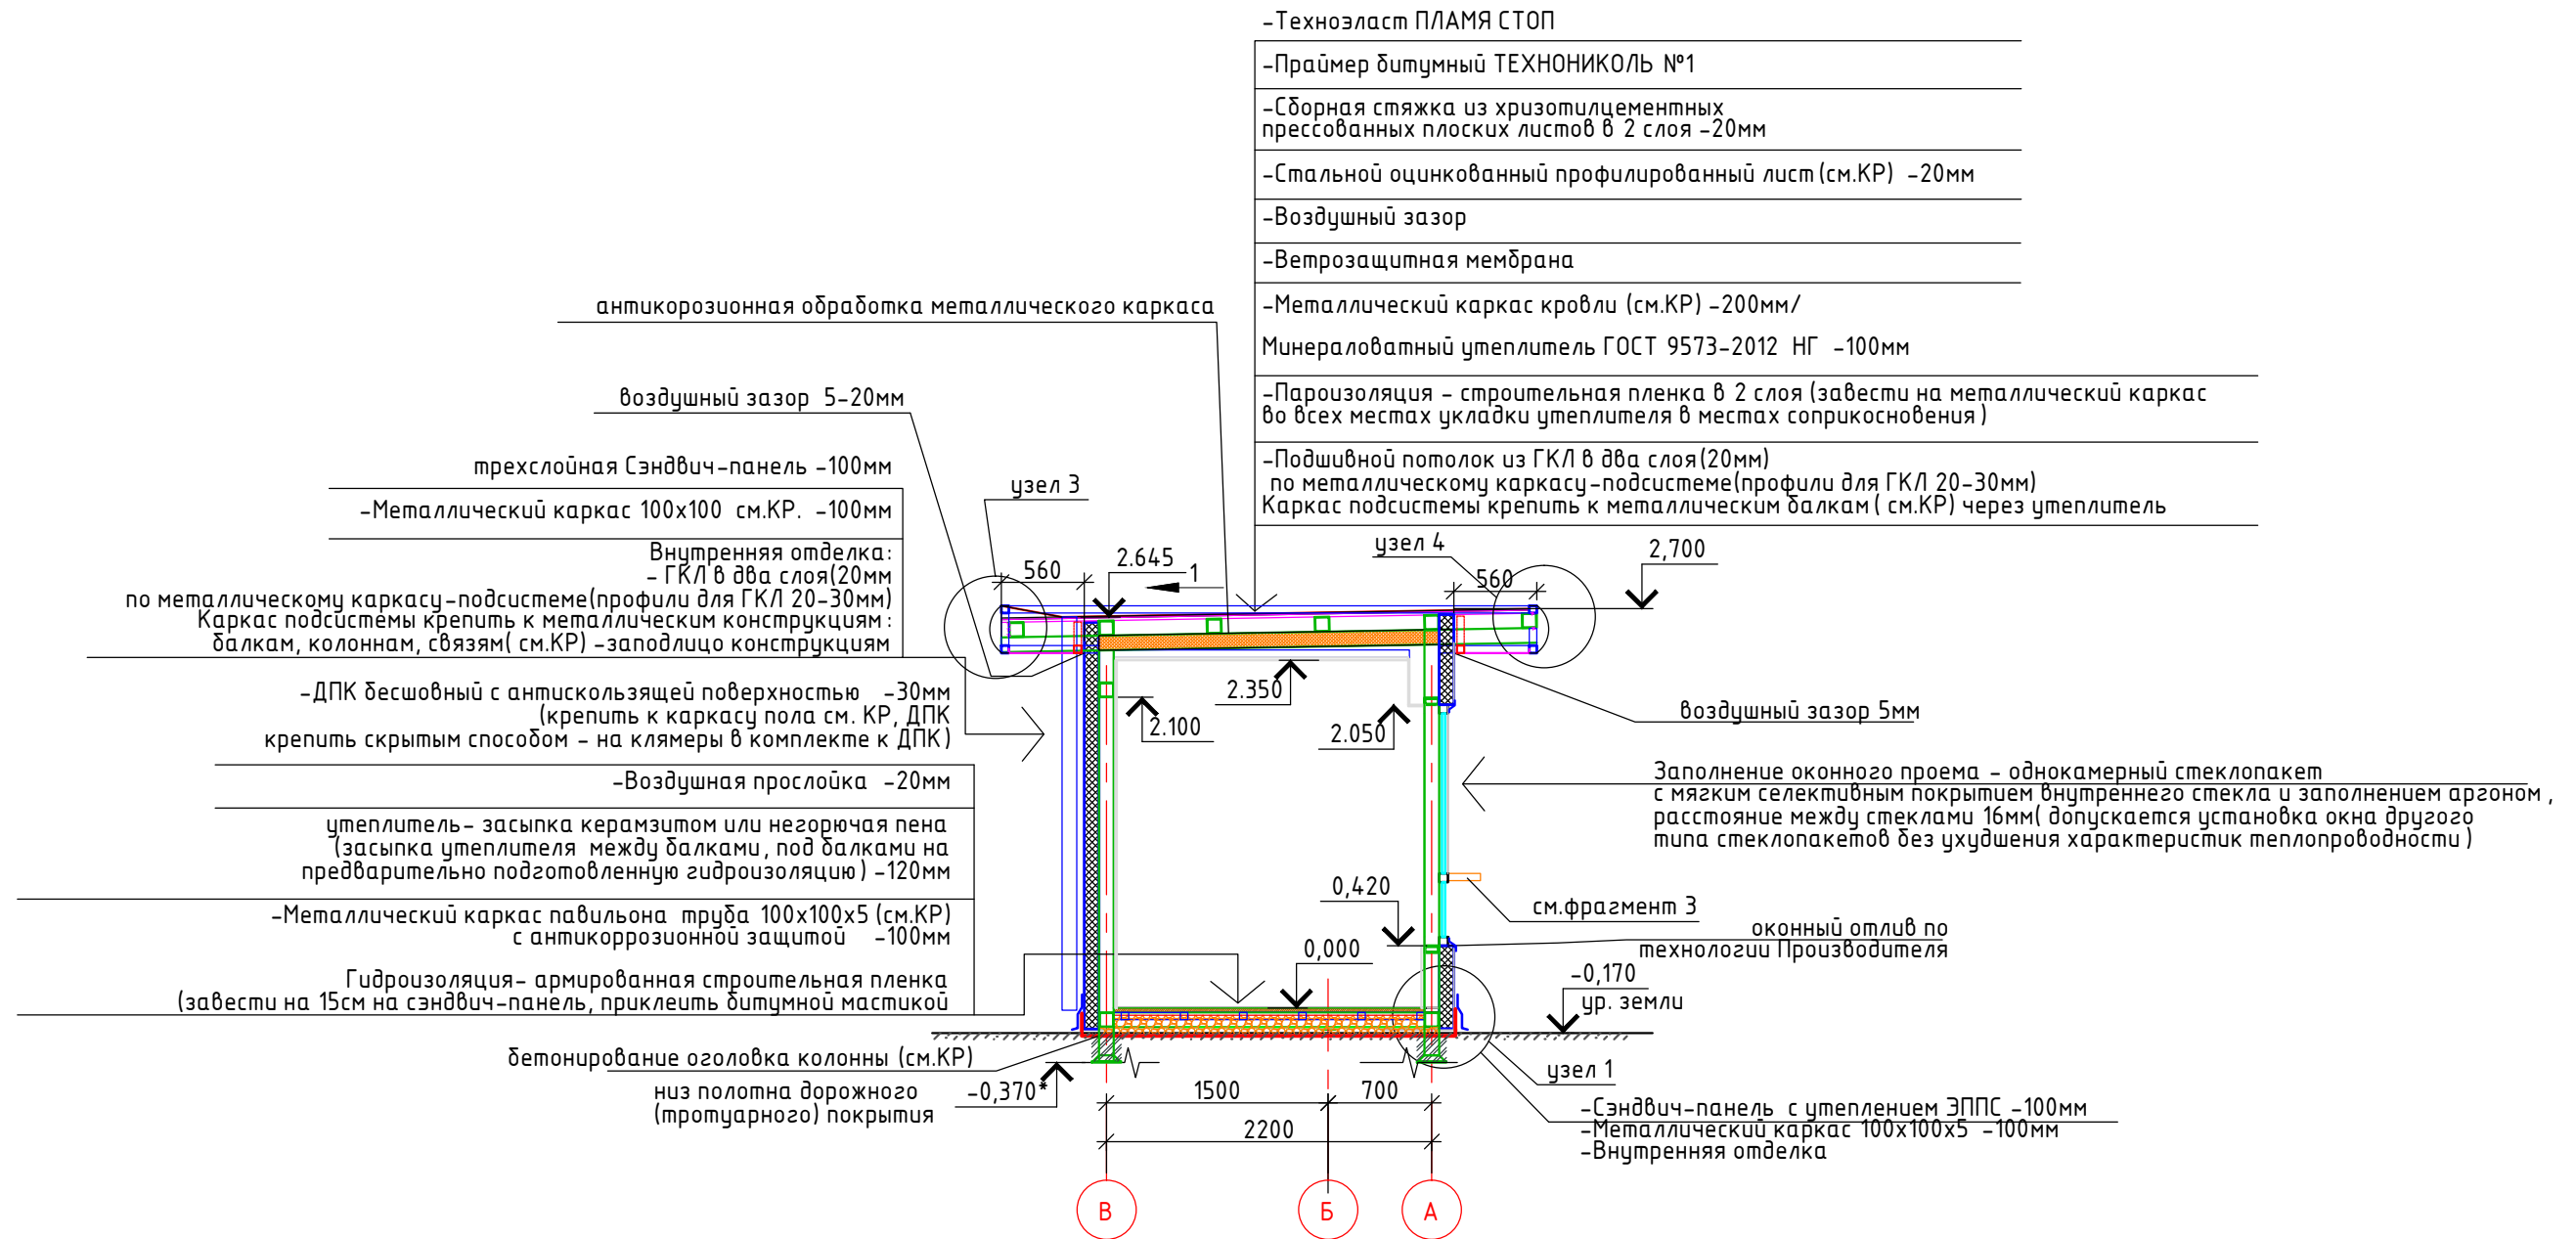 -Техноэласт ПЛАМЯ СТОП
-Праймер битумный ТЕХНОНИКОЛЬ №1
-Сборная стяжка из хризотилцементных
прессованных плоских листов в 2 слоя -20мм
-Стальной оцинкованный профилированный лист(см.КР) -20мм
-Воздушный зазор
-Ветрозащитная мембрана
-Металлический каркас кровли (см.КР) -200мм/
Минераловатный утеплитель ГОСТ 9573-2012 НГ -100мм
-Пароизоляция - строительная пленка в 2 слоя (завести на металлический каркас
во всех местах укладки утеплителя в местах соприкосновения)
-Подшивной потолок из ГКЛ в два слоя(20мм)
по металлическому каркасу-подсистеме(профили для ГКЛ 20-30мм)
Каркас подсистемы крепить к металлическим балкам( см.КР) через утеплитель
антикорозионная обработка металлического каркаса
воздушный зазор 5-20мм
трехслойная Сэндвич-панель -100мм
-Металлический каркас 100х100 см.КР. -100мм
Внутренняя отделка:
- ГКЛ в два слоя(20мм
по металлическому каркасу-подсистеме(профили для ГКЛ 20-30мм)
Каркас подсистемы крепить к металлическим конструкциям:
балкам, колоннам, связям( см.КР) -заподлицо конструкциям
-ДПК бесшовный с антискользящей поверхностью -30мм
(крепить к каркасу пола см. КР, ДПК
крепить скрытым способом - на клямеры в комплекте к ДПК)
-Воздушная прослойка -20мм
утеплитель- засыпка керамзитом или негорючая пена
(засыпка утеплителя между балками, под балками на
предварительно подготовленную гидроизоляцию) -120мм
-Металлический каркас павильона труба 100х100х5 (см.КР)
с антикоррозионной защитой -100мм
Гидроизоляция- армированная строительная пленка
(завести на 15см на сэндвич-панель, приклеить битумной мастикой
бетонирование оголовка колонны (см.КР)
низ полотна дорожного
(тротуарного) покрытия
-0,370*
узел 3
560
2.645
1
узел 4
560
2,700
2.350
2.100
2.050
воздушный зазор 5мм
Заполнение оконного проема - однокамерный стеклопакет
с мягким селективным покрытием внутреннего стекла и заполнением аргоном,
расстояние между стеклами 16мм( допускается установка окна другого
типа стеклопакетов без ухудшения характеристик теплопроводности)
0,420
см.фрагмент 3
оконный отлив по
технологии Производителя
0,000
-0,170
ур. земли
узел 1
-Сэндвич-панель с утеплением ЭППС -100мм
-Металлический каркас 100х100х5 -100мм
-Внутренняя отделка
1500
700
2200
В
Б
А